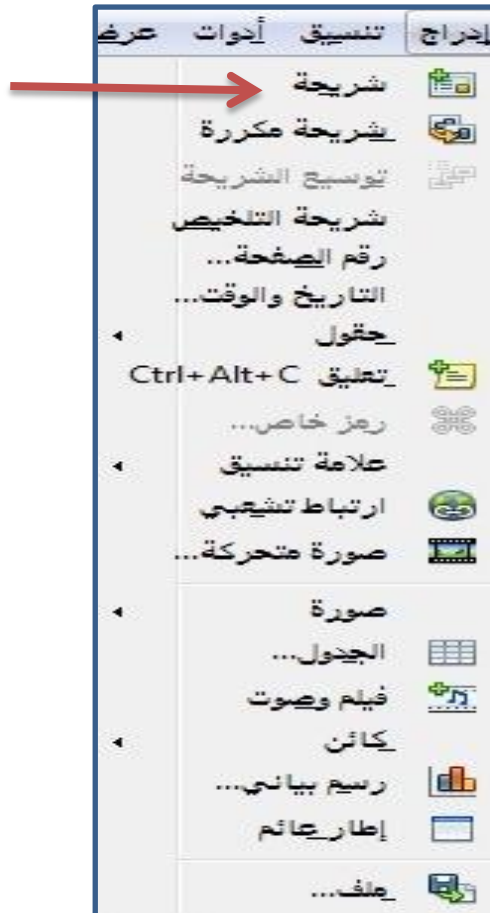 إدراج تنسيق أدوات عرض
شريحة
شريحة مكررة
توسيع الشريحة
شريحة التلخيص
رقم الصفحة...
التاريخ والوقت...
حقول
تعليق Ctrl+Alt+C
رمز خاص...
علامة تنسيق
ارتباط تشعبي
صورة متحركة...
صورة
الجدول...
فيلم وصوت
كائن
رسم بياني...
إطار عائم
ملف...